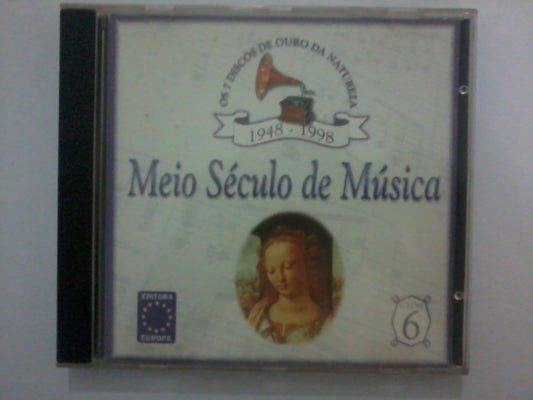 OS 7 DISCOS DE OURO DA NATUREZA
1948 - 1998
Meio Século de Música
EDITORA
EUROPA
6